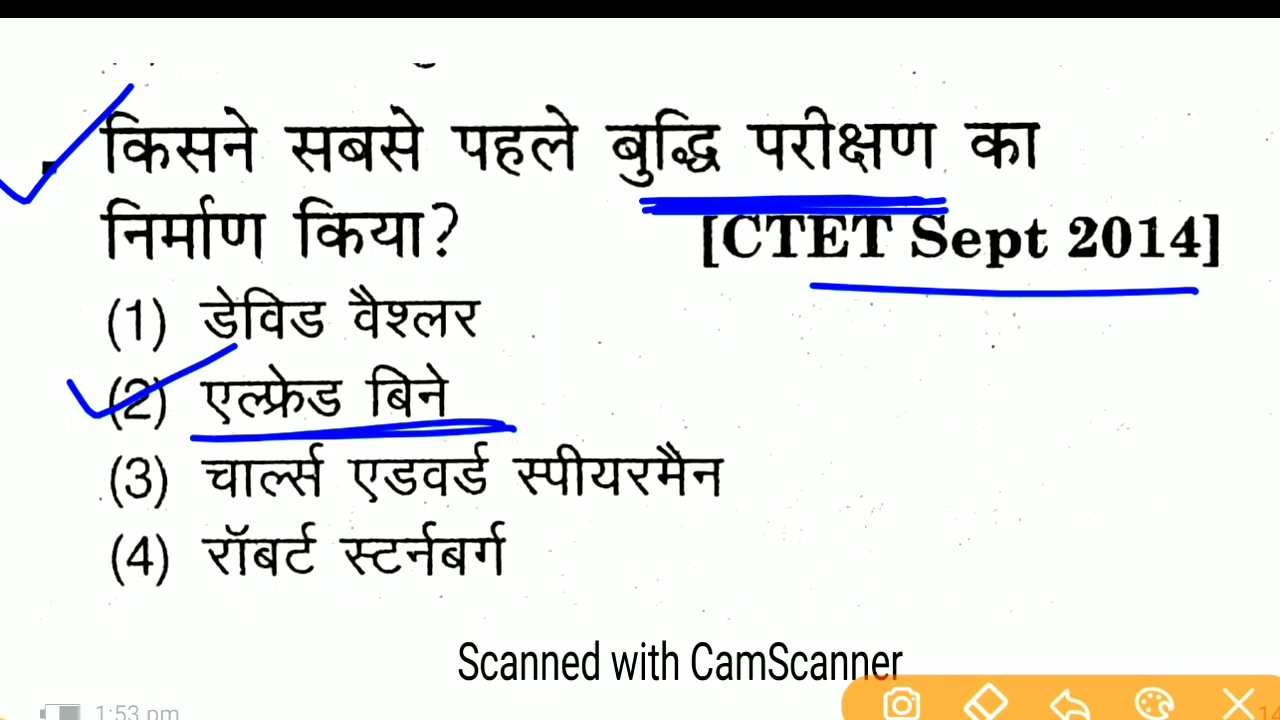 किसने सबसे पहले बुद्धि परीक्षण का
निर्माण किया? [CTET Sept 2014]
(1) डेविड वैश्लर
(2) एल्फ्रेड बिने
(3) चार्ल्स एडवर्ड स्पीयरमैन
(4) रॉबर्ट स्टर्नबर्ग
Scanned with CamScanner
1:53 pm